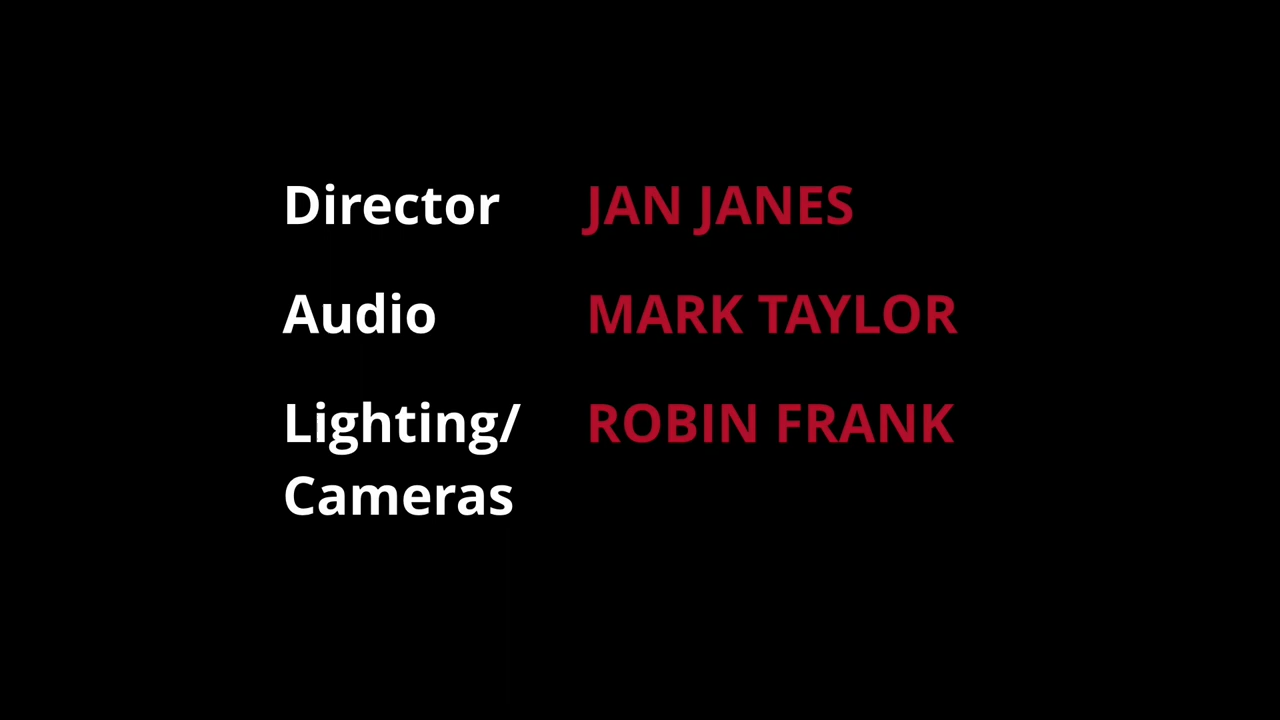 Director JAN JANES
Audio MARK TAYLOR
Lighting/ ROBIN FRANK
Cameras